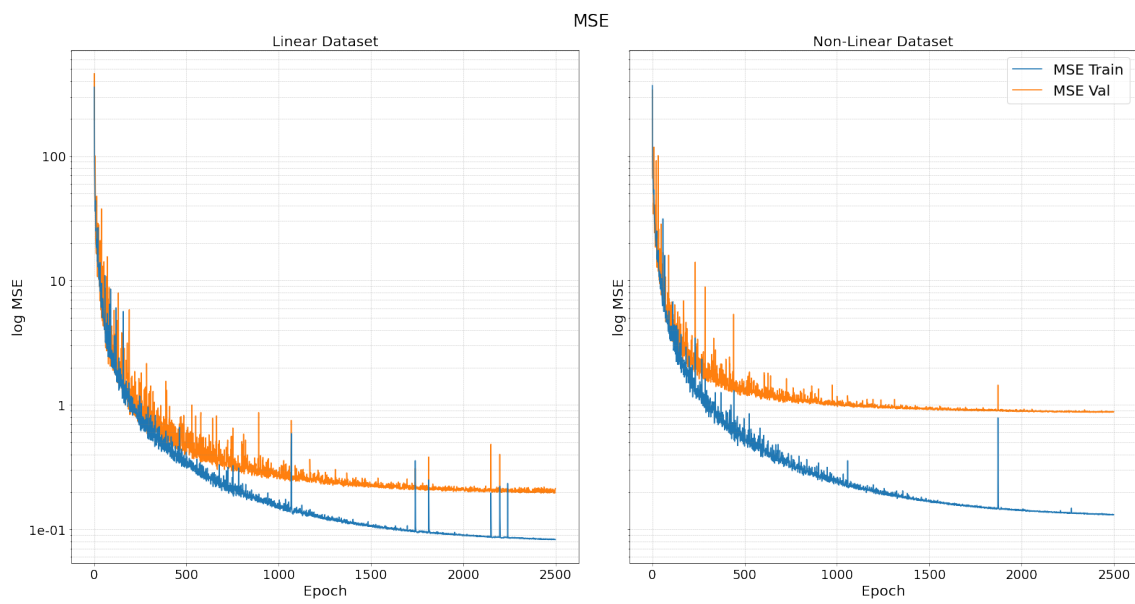 MSE
Linear Dataset
Non-Linear Dataset
MSE Train
MSE Val
log MSE
100
10
1
1e-01
0
500
1000
1500
2000
2500
Epoch
log MSE
0
500
1000
1500
2000
2500
Epoch